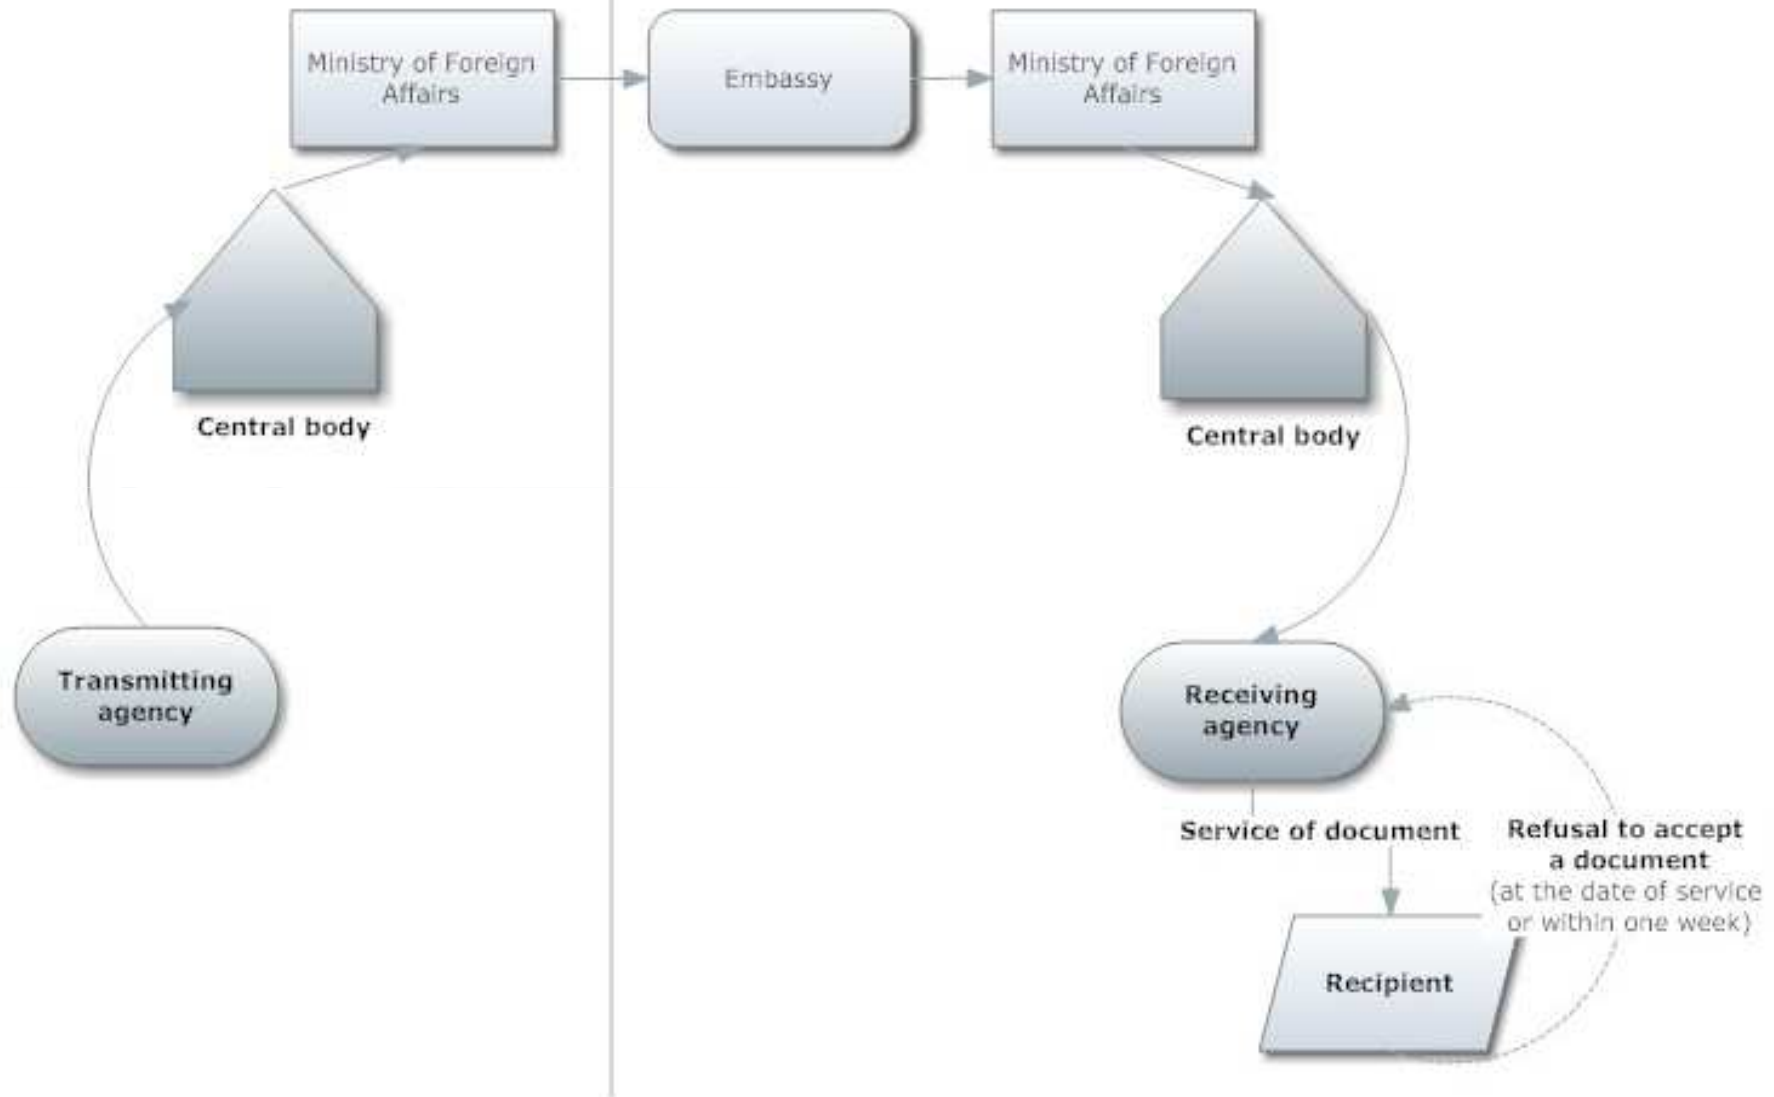 Ministry of Foreign
Affairs
Embassy
Ministry of Foreign
Affairs
Central body
Central body
Transmitting
agency
Receiving
agency
Service of document
Refusal to accept
a document
(at the date of service
or within one week)
Recipient